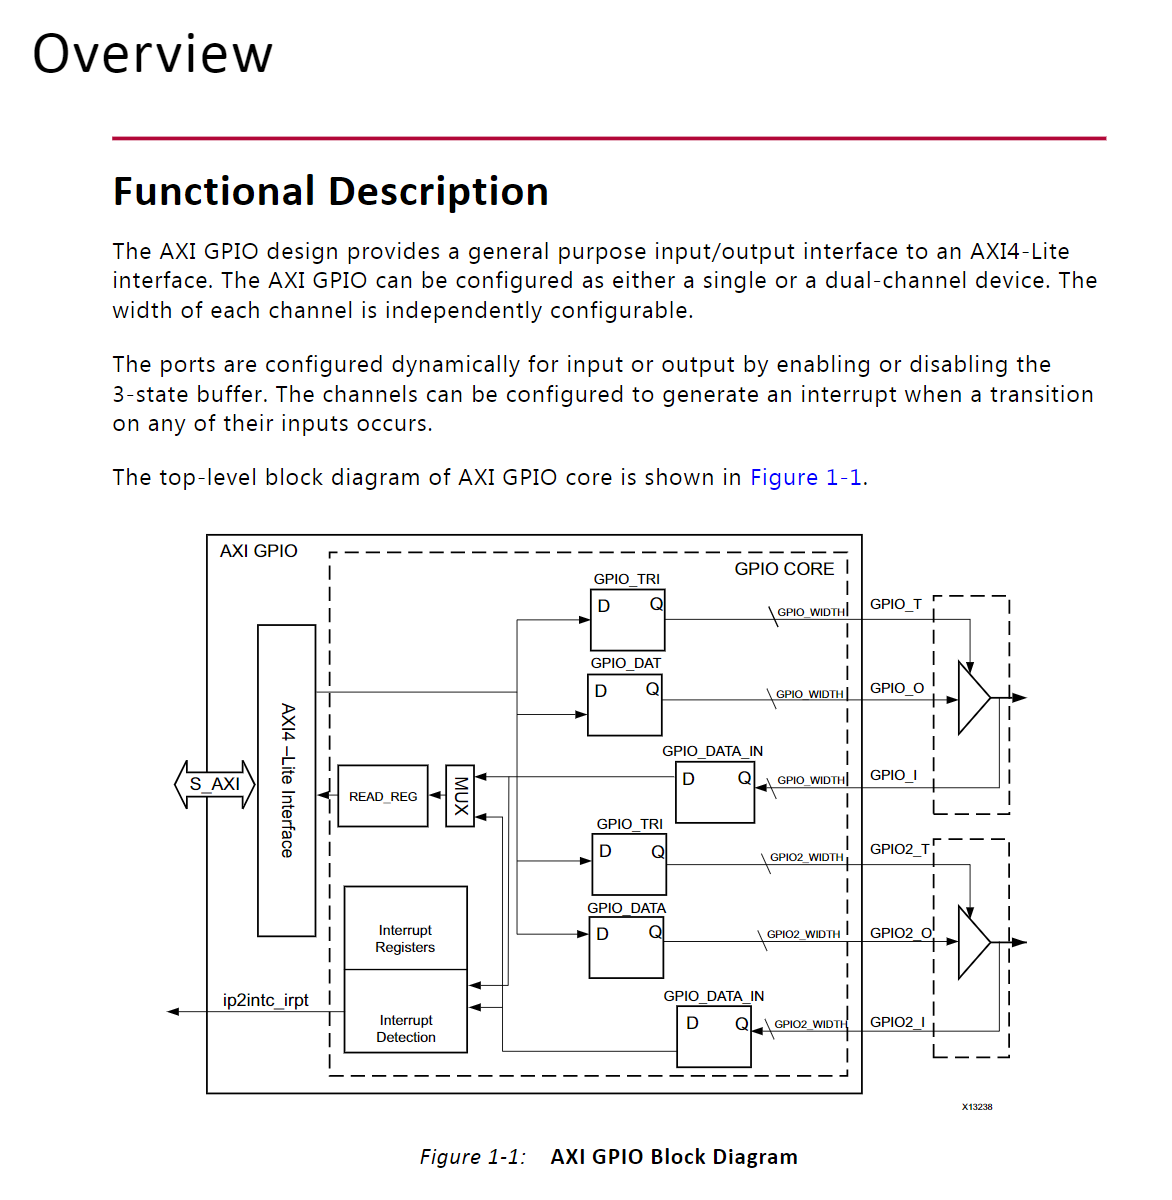 Overview
Functional Description
The AXI GPIO design provides a general purpose input/output interface to an AXI4-Lite
interface. The AXI GPIO can be configured as either a single or a dual-channel device. The
width of each channel is independently configurable.
The ports are configured dynamically for input or output by enabling or disabling the
3-state buffer. The channels can be configured to generate an interrupt when a transition
on any of their inputs occurs.
The top-level block diagram of AXI GPIO core is shown in Figure 1-1.
AXI GPIO
GPIO CORE
GPIO_TRI
D Q
GPIO_WIDTH
GPIO_T
GPIO_DAT
D Q
GPIO_WIDTH
GPIO_O
AXI4 –Lite Interface
S_AXI
READ_REG
MUX
GPIO_DATA_IN
D Q
GPIO_WIDTH
GPIO_I
GPIO_TRI
D Q
GPIO2_WIDTH
GPIO2_T
GPIO_DATA
D Q
GPIO2_WIDTH
GPIO2_O
Interrupt
Registers
GPIO_DATA_IN
D Q
GPIO2_WIDTH
GPIO2_I
ip2intc_irpt
Interrupt
Detection
X13238
Figure 1-1: AXI GPIO Block Diagram